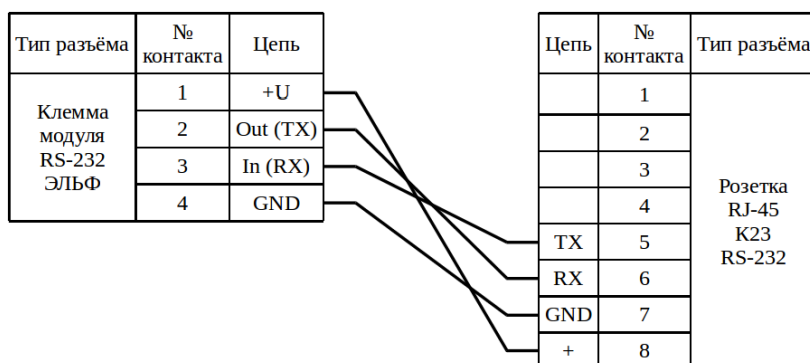 Тип разъёма № контакта Цепь
Клемма модуля RS-232 ЭЛЬФ
1 +U
2 Out (TX)
3 In (RX)
4 GND
Цепь № контакта Тип разъёма
1
2
3
4
TX 5
RX 6
GND 7
+ 8
Розетка RJ-45 К23 RS-232